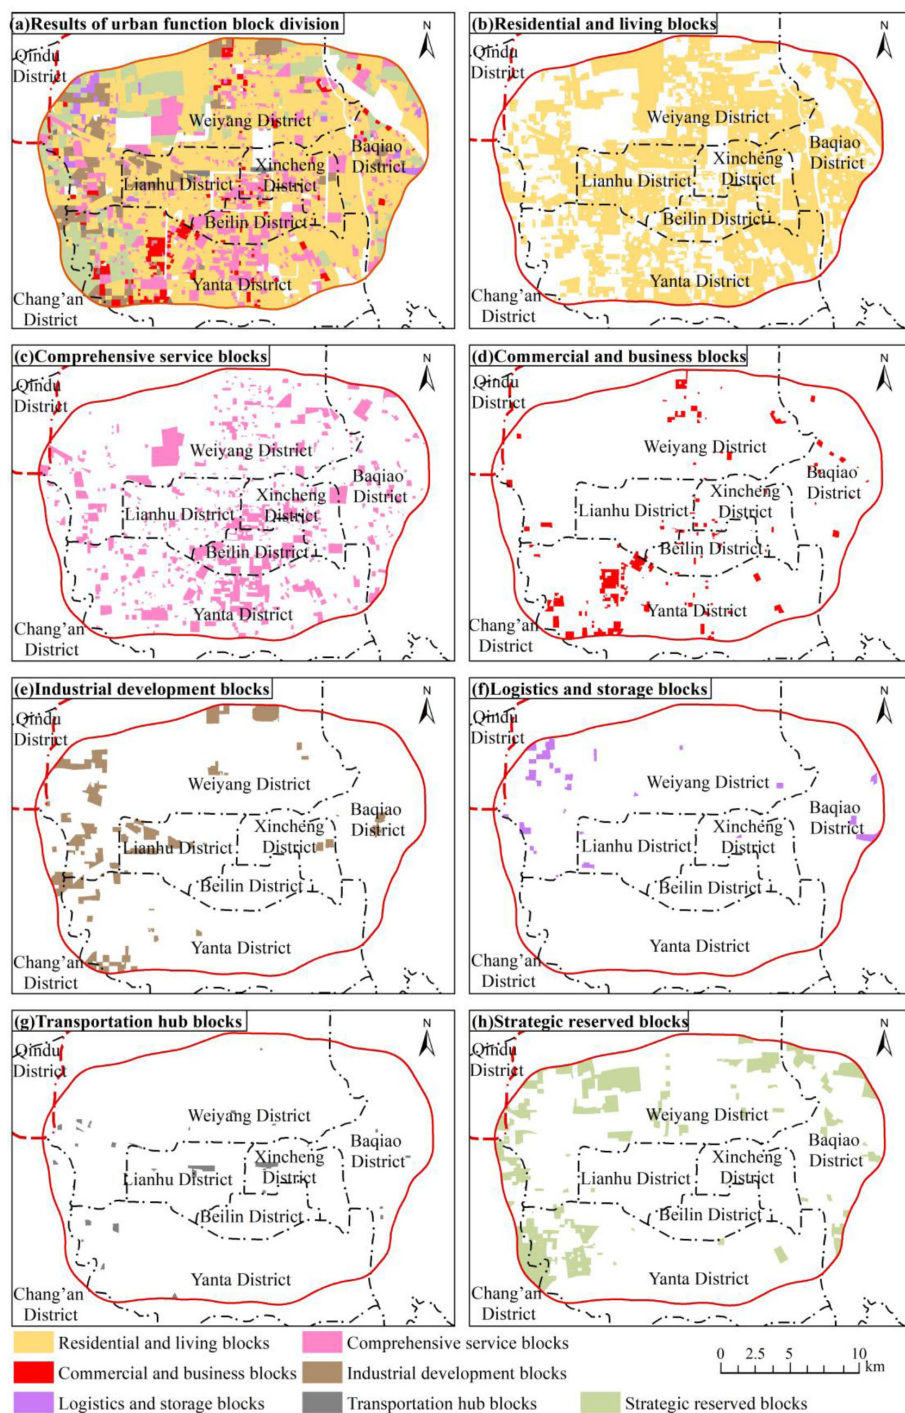 (a)Results of urban function block division
N
Qindu
District
Weiyang District
Baqiao
District
Xincheng
District
Lianhu District
Beilin District
Yanta District
Chang'an
District
(b)Residential and living blocks
N
Qindu
District
Weiyang District
Baqiao
District
Xincheng
District
Lianhu District
Beilin District
Yanta District
Chang'an
District
(c)Comprehensive service blocks
N
Qindu
District
Weiyang District
Baqiao
District
Xincheng
District
Lianhu District
Beilin District
Yanta District
Chang'an
District
(d)Commercial and business blocks
N
Qindu
District
Weiyang District
Baqiao
District
Xincheng
District
Lianhu District
Beilin District
Yanta District
Chang'an
District
(e)Industrial development blocks
N
Qindu
District
Weiyang District
Baqiao
District
Xincheng
District
Lianhu District
Beilin District
Yanta District
Chang'an
District
(f)Logistics and storage blocks
N
Qindu
District
Weiyang District
Baqiao
District
Xincheng
District
Lianhu District
Beilin District
Yanta District
Chang'an
District
(g)Transportation hub blocks
N
Qindu
District
Weiyang District
Baqiao
District
Xincheng
District
Lianhu District
Beilin District
Yanta District
Chang'an
District
(h)Strategic reserved blocks
N
Qindu
District
Weiyang District
Baqiao
District
Xincheng
District
Lianhu District
Beilin District
Yanta District
Chang'an
District
Residential and living blocks
Comprehensive service blocks
Commercial and business blocks
Industrial development blocks
Logistics and storage blocks
Transportation hub blocks
Strategic reserved blocks
0 2.5 5 10
km